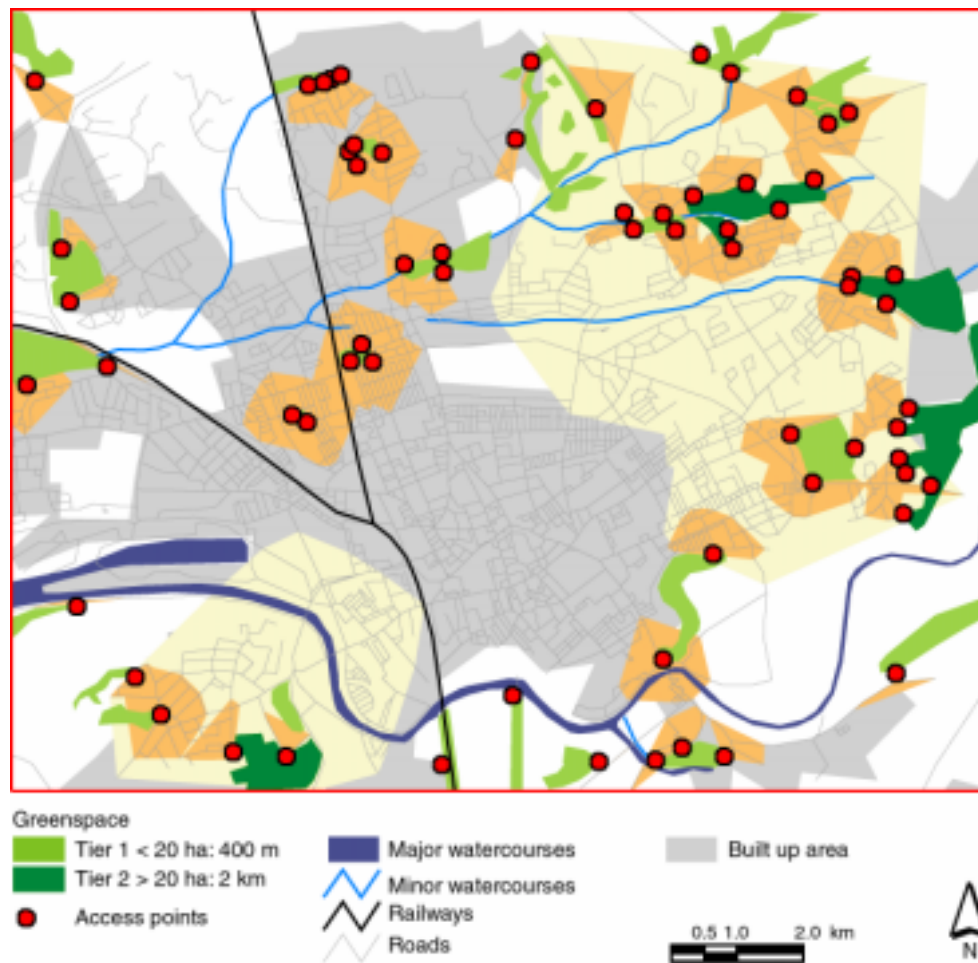 Greenspace
Tier 1 < 20 ha: 400 m
Tier 2 > 20 ha: 2 km
Access points
Major watercourses
Minor watercourses
Railways
Roads
Built up area
0.5 1.0 2.0 km
N